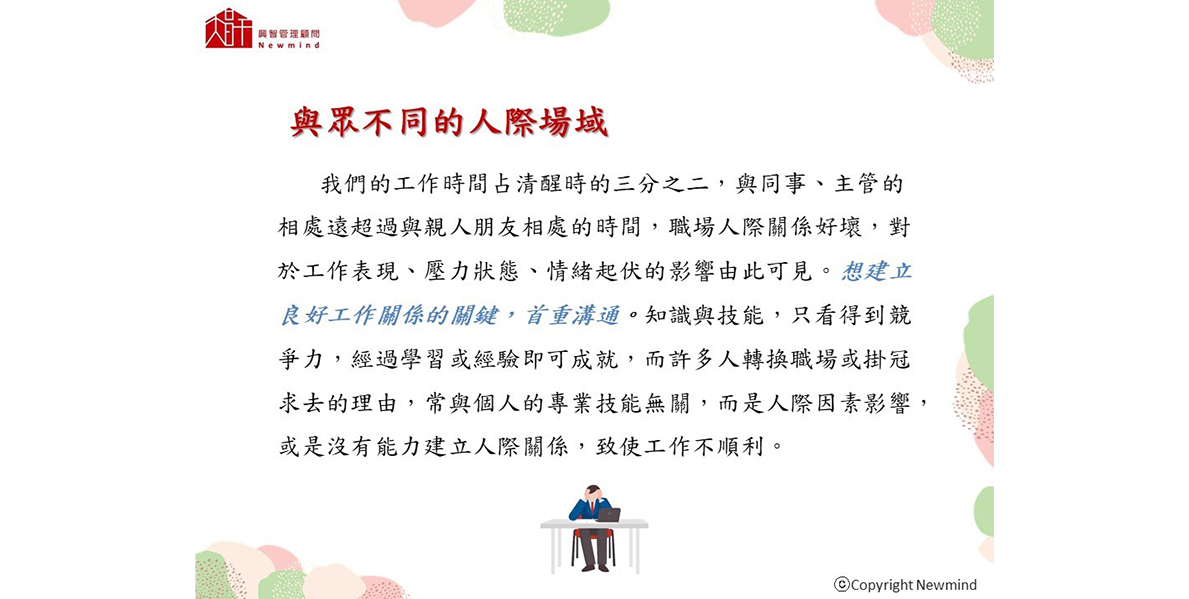 興智管理顧問
Newmind
與眾不同的人際場域
我們的工作時間占清醒時的三分之二，與同事、主管的
相處遠超過與親人朋友相處的時間，職場人際關係好壞，對
於工作表現、壓力狀態、情緒起伏的影響由此可見。想建立
良好工作關係的關鍵，首重溝通。知識與技能，只看得到競
爭力，經過學習或經驗即可成就，而許多人轉換職場或掛冠
求去的理由，常與個人的專業技能無關，而是人際因素影響，
或是沒有能力建立人際關係，致使工作不順利。
ⓒCopyright Newmind